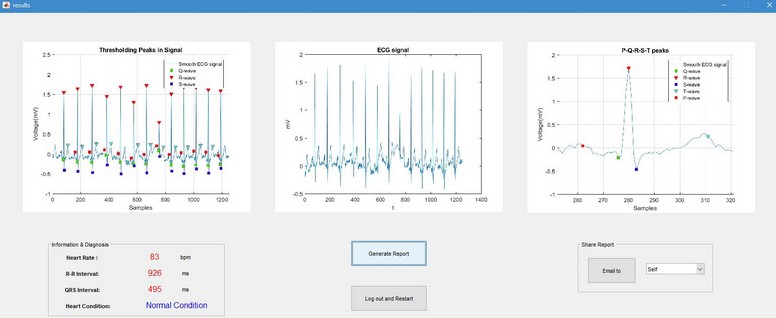 results
Thresholding Peaks in Signal
2.5
2
1.5
1
0.5
0
-0.5
-1
Voltage(mV)
Smooth ECG signal
Q-wave
R-wave
S-wave
0 200 400 600 800 1000 1200
Samples
ECG signal
2
1.5
1
0.5
0
-0.5
mV
0 200 400 600 800 1000 1200 1400
t
P-Q-R-S-T peaks
2
1.5
1
0.5
0
-0.5
-1
Voltage(mV)
Smooth ECG signal
Q-wave
R-wave
S-wave
T-wave
P-wave
260 270 280 290 300 310 320
Samples
Information & Diagnosis
Heart Rate : 83 bpm
R-R Interval: 926 ms
QRS Interval: 495 ms
Heart Condition: Normal Condition
Generate Report
Log out and Restart
Share Report
Email to Self